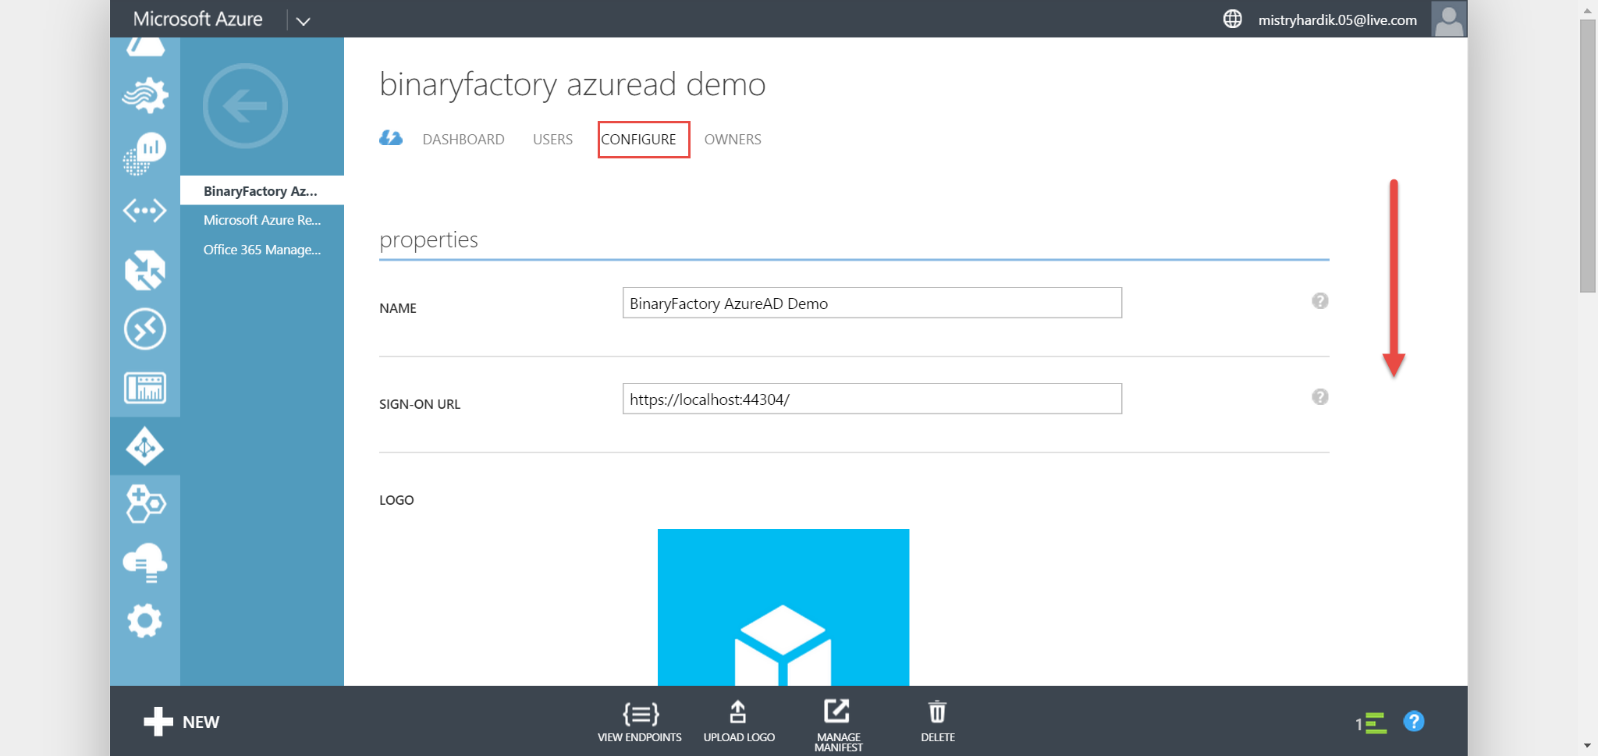 Microsoft Azure
mistryhardik.05@live.com
binaryfactory azuread demo
DASHBOARD USERS CONFIGURE OWNERS
BinaryFactory Az...
Microsoft Azure Re...
Office 365 Manage...
properties
NAME
BinaryFactory AzureAD Demo
?
SIGN-ON URL
https://localhost:44304/
?
LOGO
NEW
VIEW ENDPOINTS
UPLOAD LOGO
MANAGE
MANIFEST
DELETE
1
?